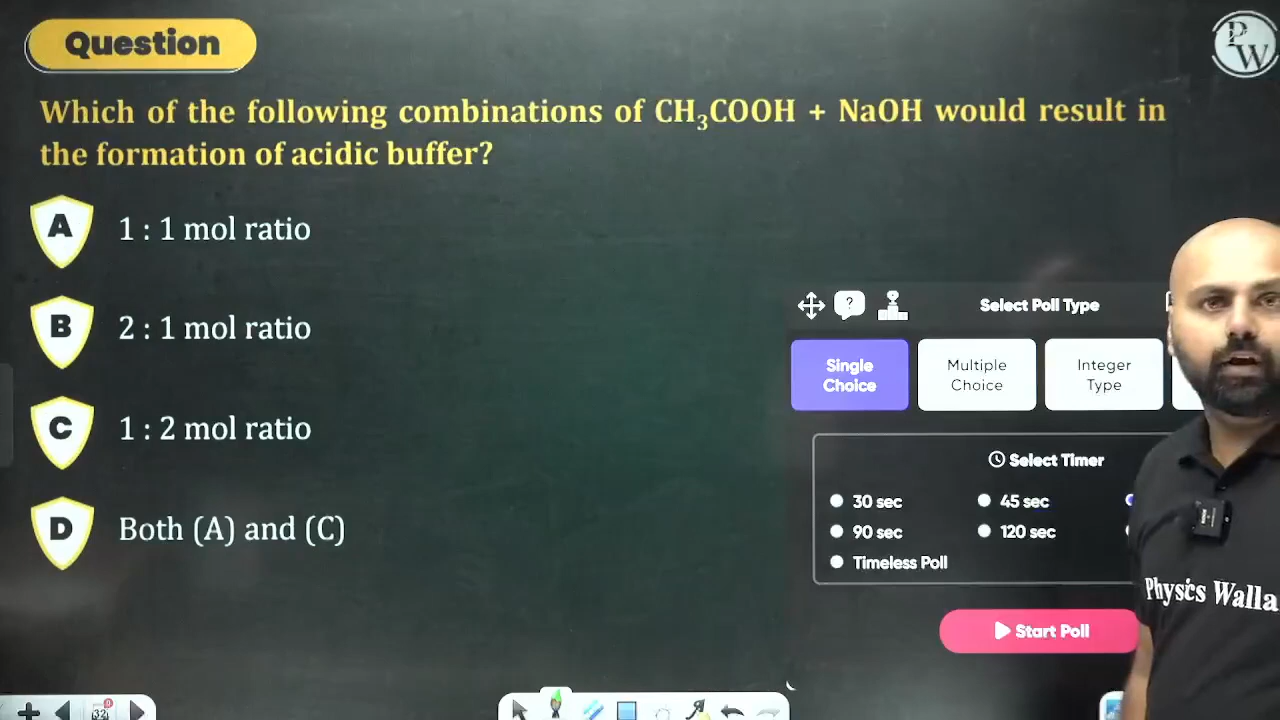 Question
PW
Which of the following combinations of CH₃COOH + NaOH would result in
the formation of acidic buffer?
A 1 : 1 mol ratio
B 2 : 1 mol ratio
C 1 : 2 mol ratio
D Both (A) and (C)
Select Poll Type
Single
Choice
Multiple
Choice
Integer
Type
Select Timer
30 sec
45 sec
90 sec
120 sec
Timeless Poll
Start Poll
Physics Walla
32